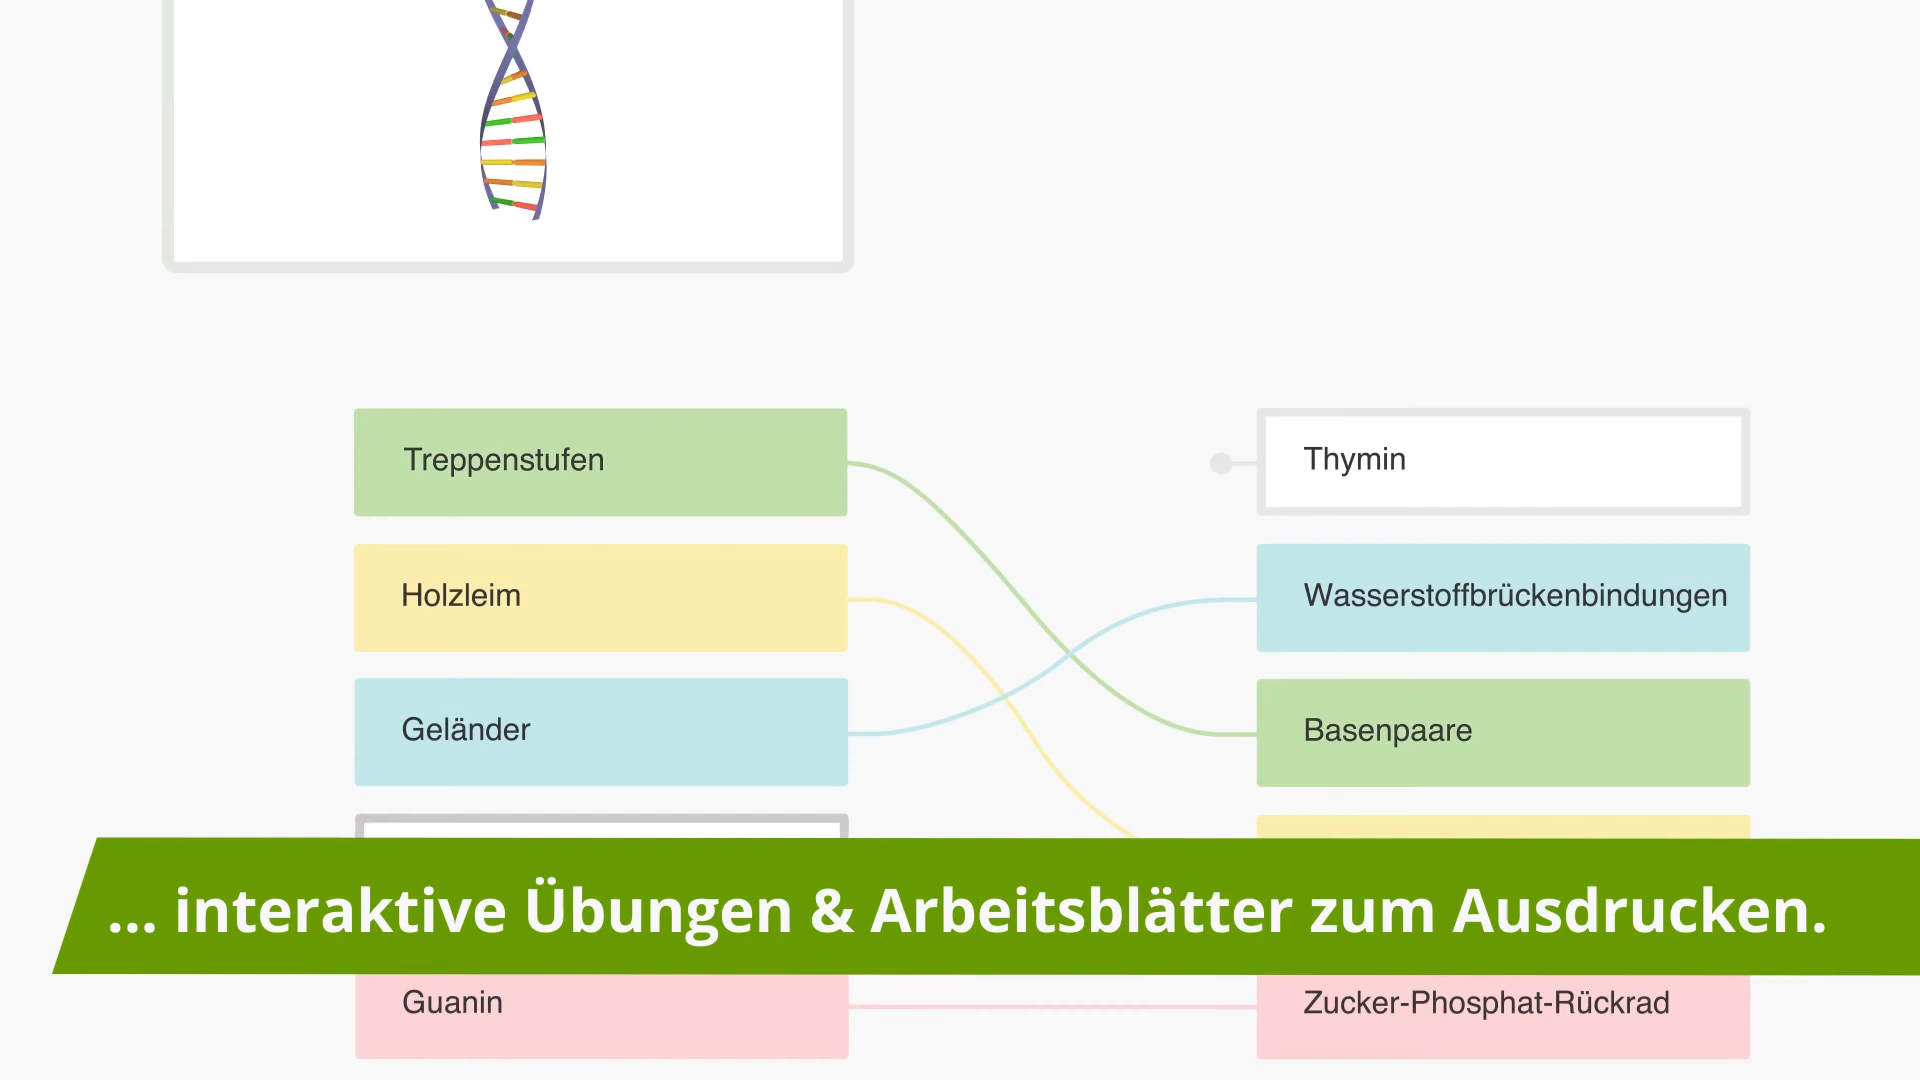 Treppenstufen
Thymin
Holzleim
Wasserstoffbrückenbindungen
Geländer
Basenpaare
... interaktive Übungen & Arbeitsblätter zum Ausdrucken.
Guanin
Zucker-Phosphat-Rückrad